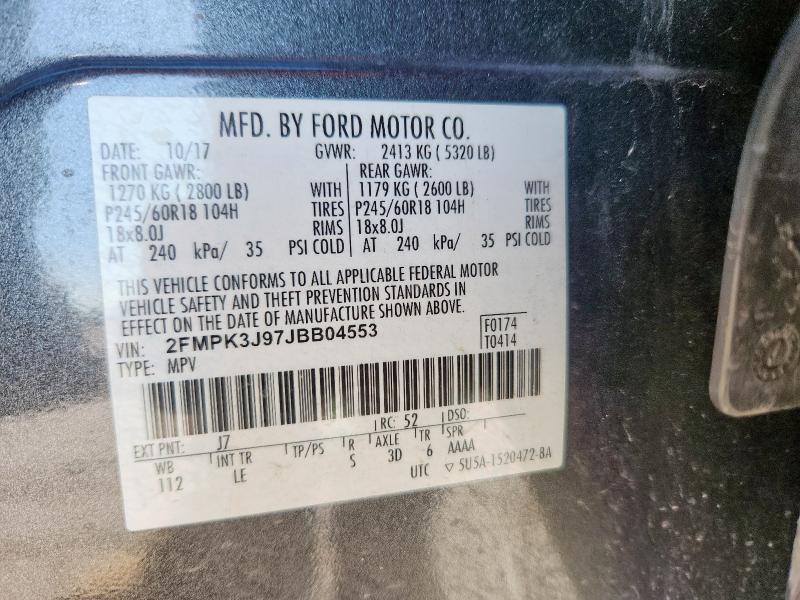 MFD. BY FORD MOTOR CO.
DATE: 10/17 GVWR: 2413 KG ( 5320 LB)
FRONT GAWR: REAR GAWR:
1270 KG ( 2800 LB) WITH 1179 KG ( 2600 LB) WITH
P245/60R18 104H TIRES P245/60R18 104H TIRES
18x8.0J RIMS 18x8.0J RIMS
AT 240 kPa/ 35 PSI COLD AT 240 kPa/ 35 PSI COLD
THIS VEHICLE CONFORMS TO ALL APPLICABLE FEDERAL MOTOR
VEHICLE SAFETY AND THEFT PREVENTION STANDARDS IN
EFFECT ON THE DATE OF MANUFACTURE SHOWN ABOVE.
VIN: 2FMPK3J97JBB04553 F0174
TYPE: MPV T0414
EXT PNT: J7 RC: 52 DSO:
WB INT TR TP/PS R AXLE TR SPR
112 LE S 3D 6 AAAA
UTC ▽ 5U5A-1520472-BA